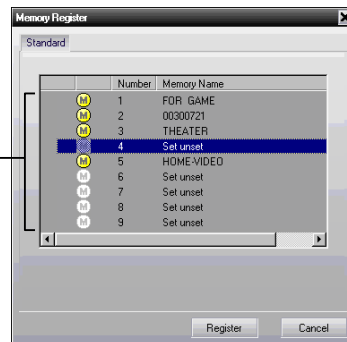 Memory Register
Standard
Number Memory Name
M 1 FOR GAME
M 2 00300721
M 3 THEATER
M 4 Set unset
M 5 HOME-VIDEO
M 6 Set unset
M 7 Set unset
M 8 Set unset
M 9 Set unset
Register Cancel